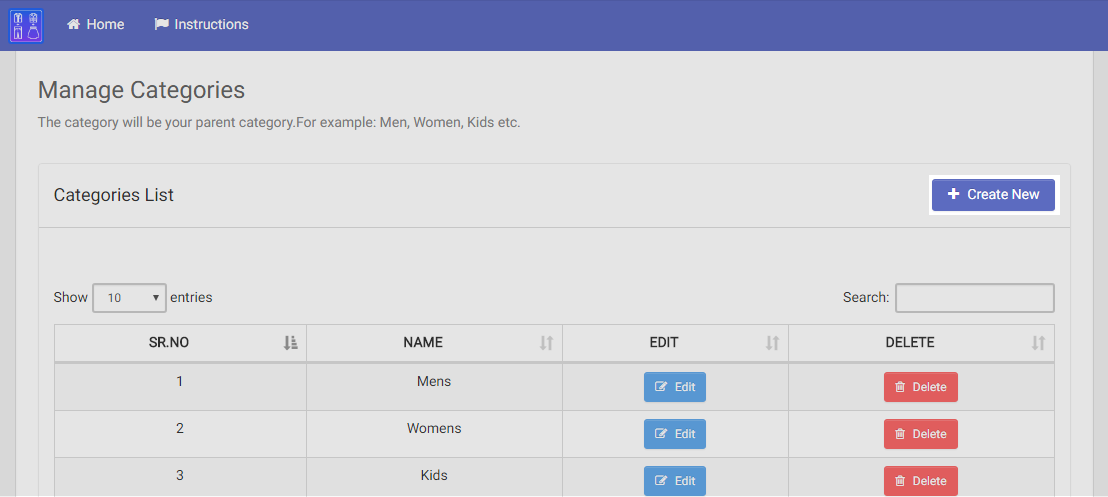 Home Instructions
Manage Categories
The category will be your parent category.For example: Men, Women, Kids etc.
Categories List Create New
Show 10 entries Search:
SR.NO NAME EDIT DELETE
1 Mens Edit Delete
2 Womens Edit Delete
3 Kids Edit Delete